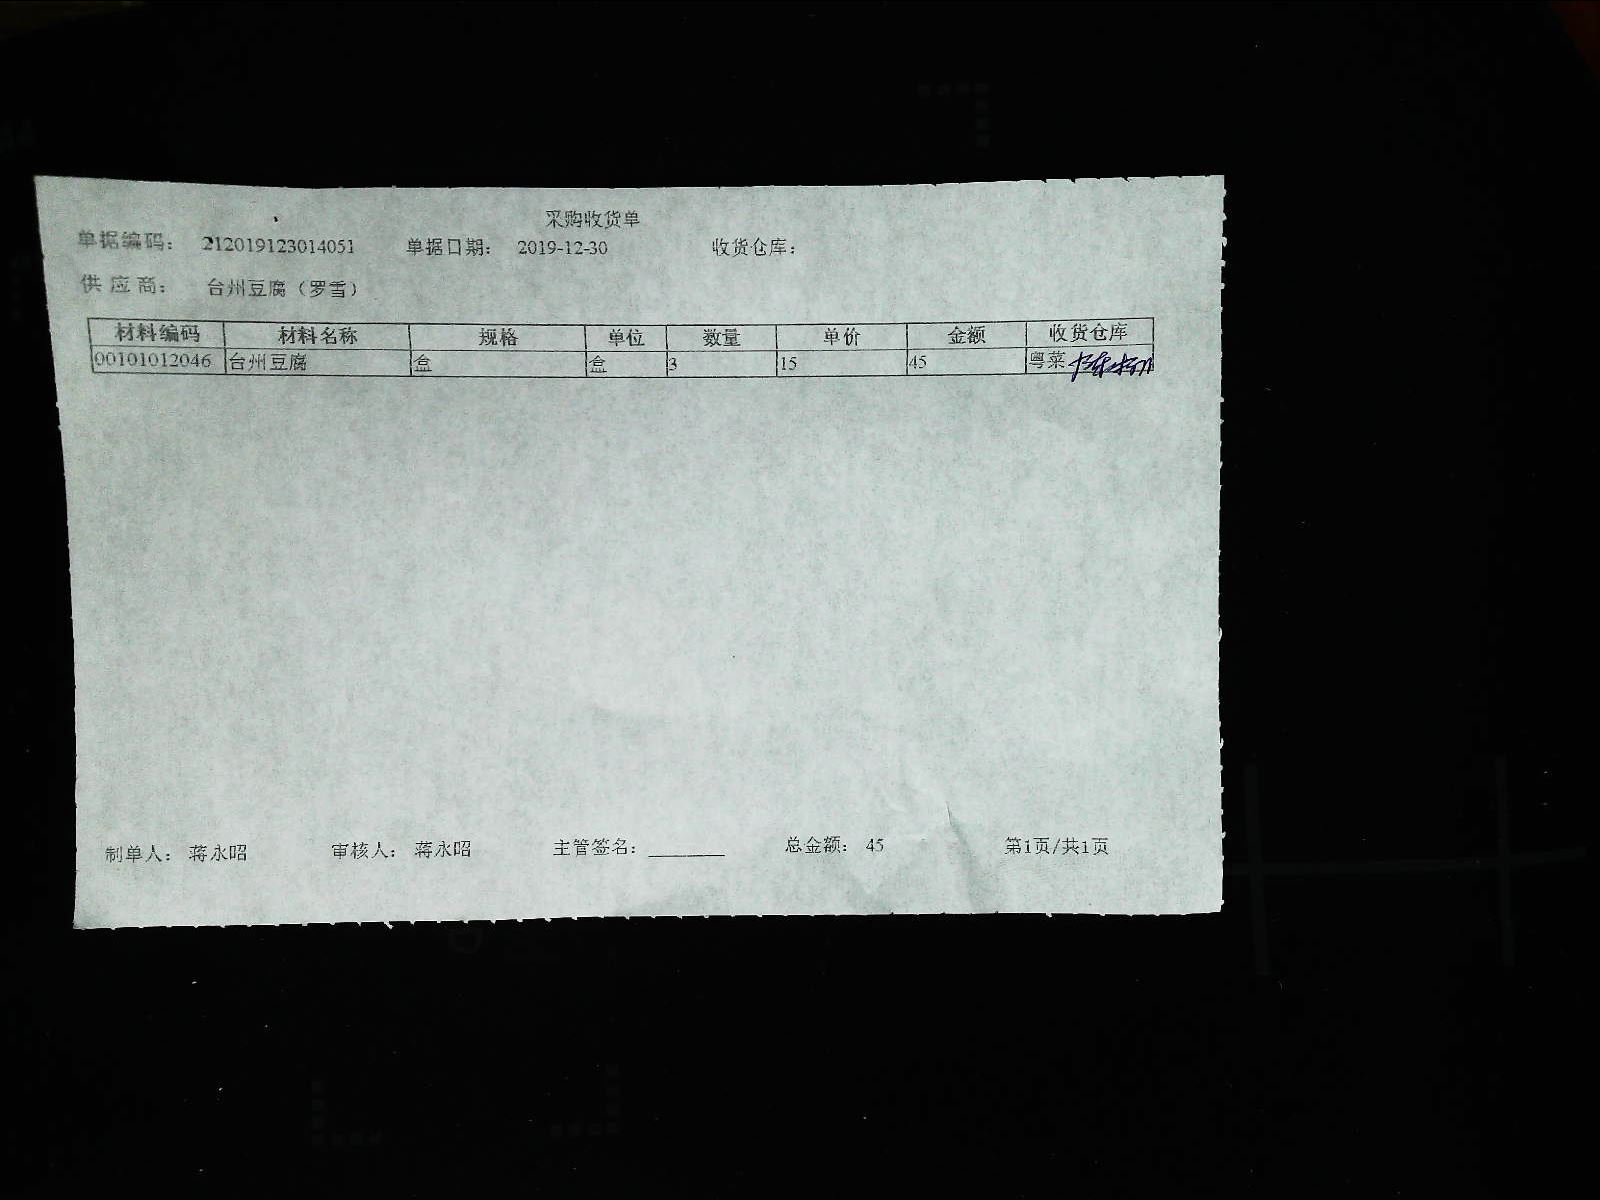 采购收货单
单据编码： 212019123014051 单据日期： 2019-12-30 收货仓库：
供 应 商： 台州豆腐（罗雪）
材料编码 材料名称 规格 单位 数量 单价 金额 收货仓库
00101012046 台州豆腐 盒 盒 3 15 45 粤菜
制单人： 蒋永昭 审核人： 蒋永昭 主管签名：________ 总金额： 45 第1页/共1页